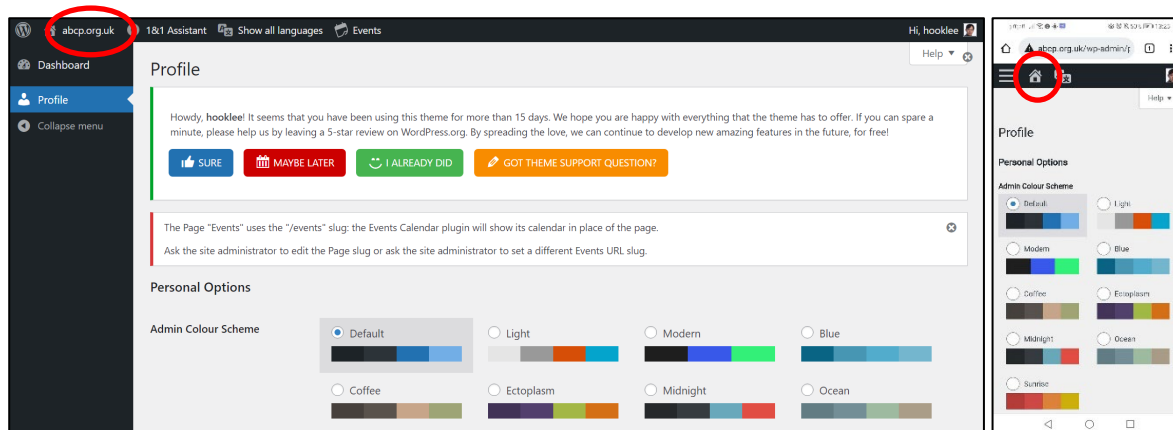 abcp.org.uk
1&1 Assistant
Show all languages
Events
Hi, hooklee
Dashboard
Profile
Collapse menu
Help
Profile
Howdy, hooklee! It seems that you have been using this theme for more than 15 days. We hope you are happy with everything that the theme has to offer. If you can spare a
minute, please help us by leaving a 5-star review on WordPress.org. By spreading the love, we can continue to develop new amazing features in the future, for free!
SURE
MAYBE LATER
I ALREADY DID
GOT THEME SUPPORT QUESTION?
The Page "Events" uses the "/events" slug: the Events Calendar plugin will show its calendar in place of the page.
Ask the site administrator to edit the Page slug or ask the site administrator to set a different Events URL slug.
Personal Options
Admin Colour Scheme
Default
Light
Modern
Blue
Coffee
Ectoplasm
Midnight
Ocean
abcp.org.uk/wp-admin/p
Help
Profile
Personal Options
Admin Colour Scheme
Default
Light
Modern
Blue
Coffee
Ectoplasm
Midnight
Ocean
Sunrise